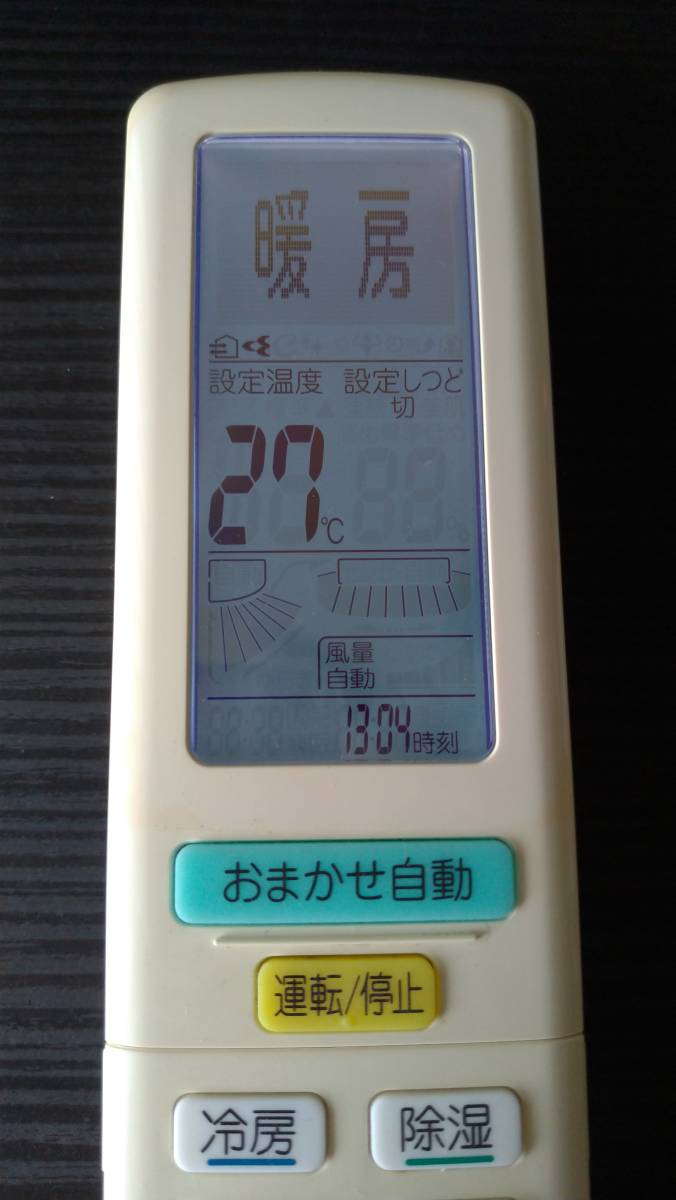 暖房
設定温度 設定しつど
切
27℃
風量
自動
13:04時刻
おまかせ自動
運転/停止
冷房 除湿